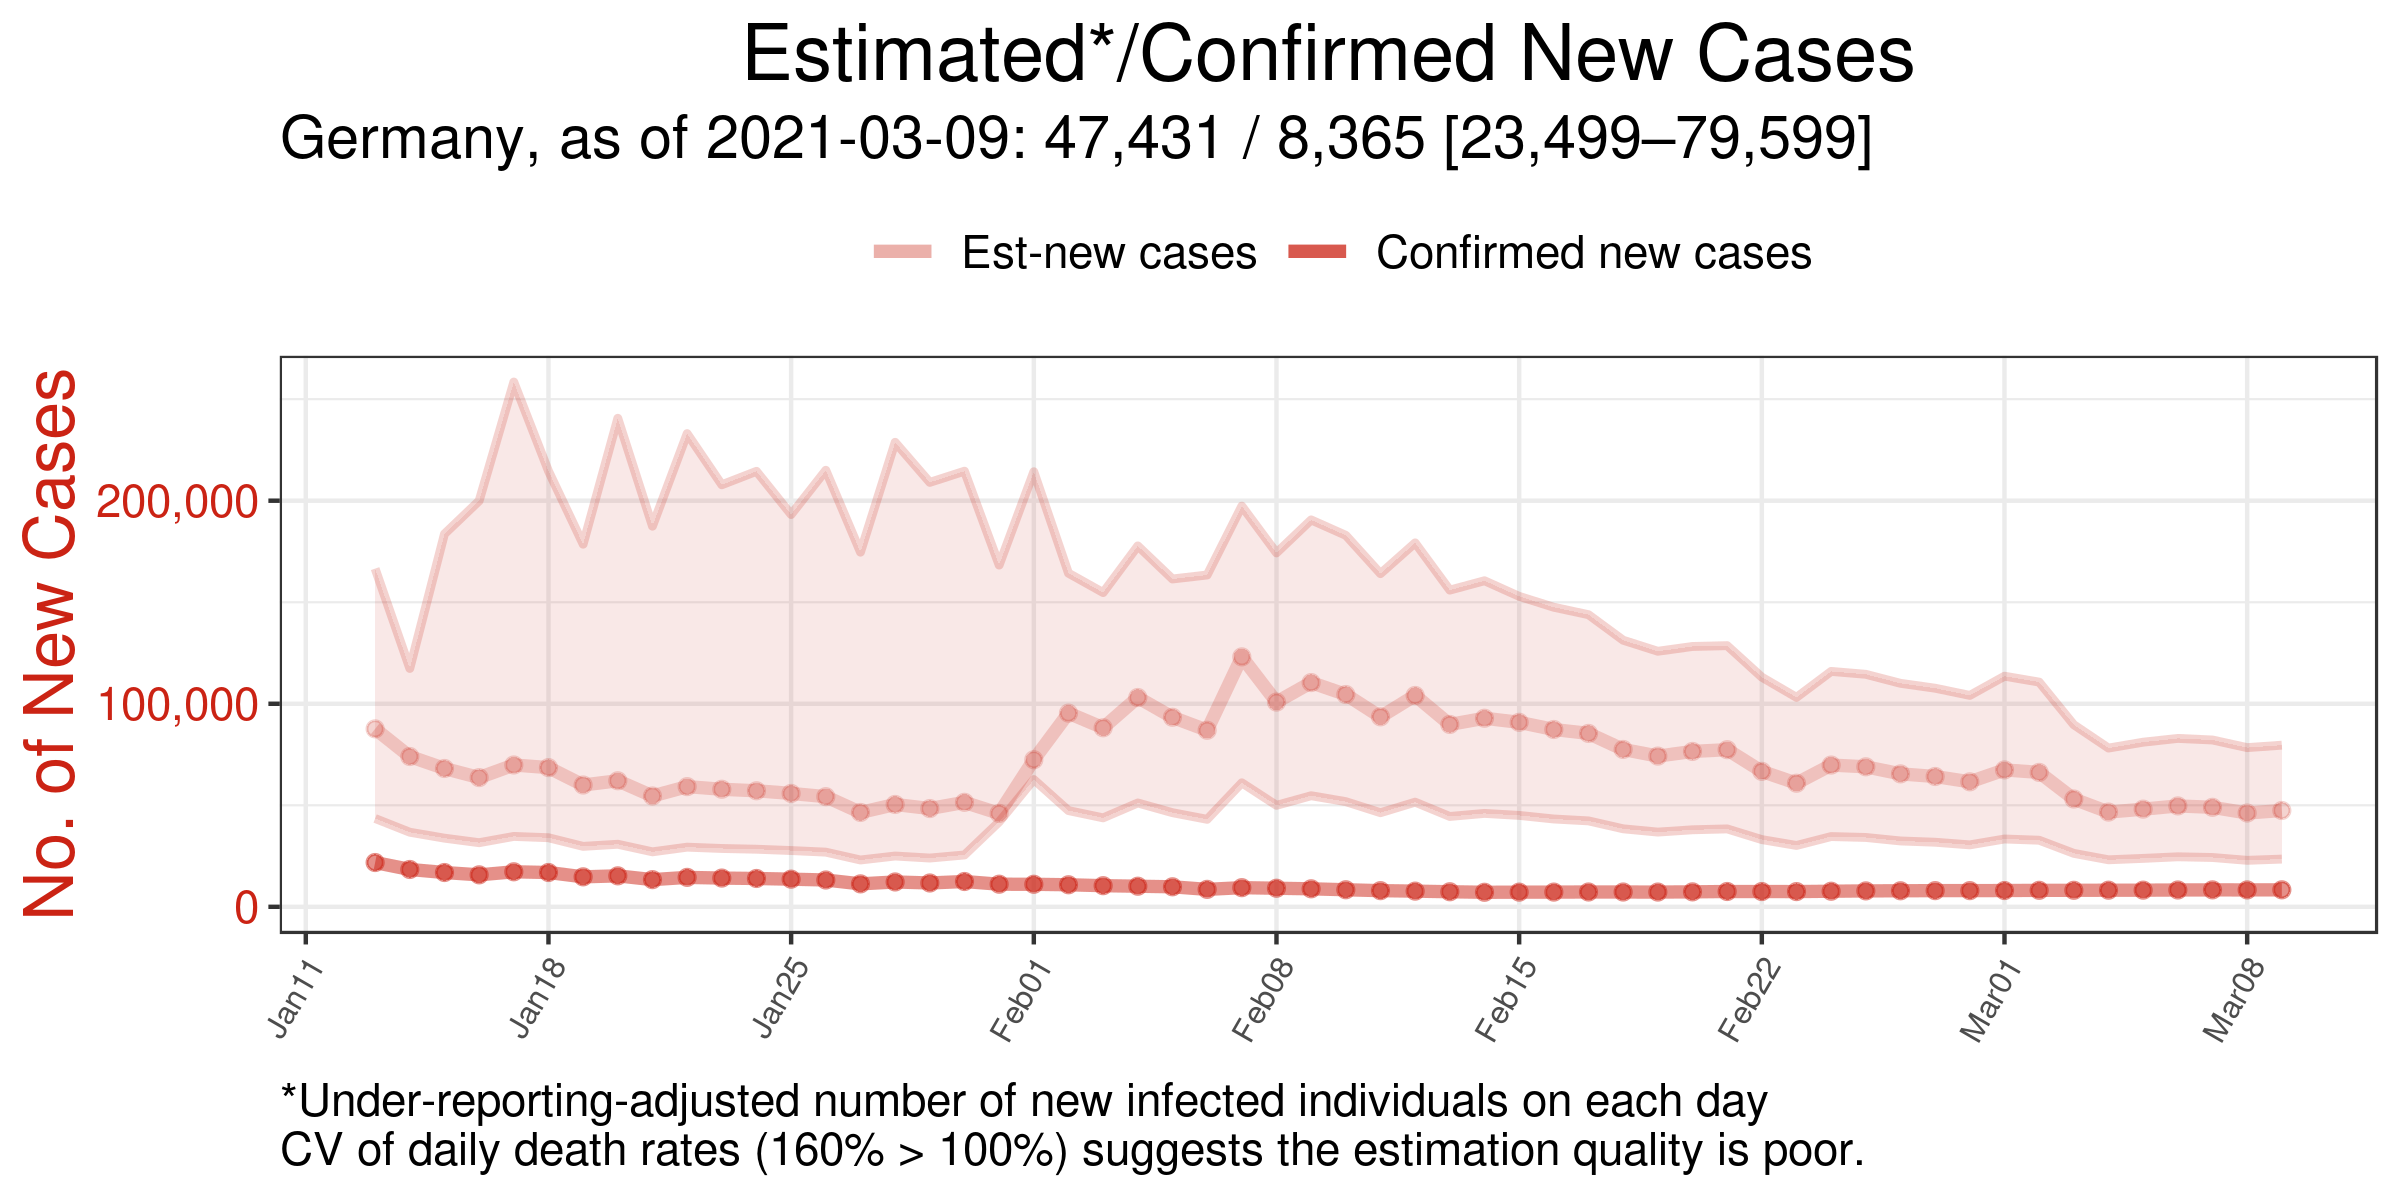 Estimated*/Confirmed New Cases
Germany, as of 2021-03-09: 47,431 / 8,365 [23,499–79,599]
Est-new cases
Confirmed new cases
No. of New Cases
200,000
100,000
0
Jan11
Jan18
Jan25
Feb01
Feb08
Feb15
Feb22
Mar01
Mar08
*Under-reporting-adjusted number of new infected individuals on each day
CV of daily death rates (160% > 100%) suggests the estimation quality is poor.